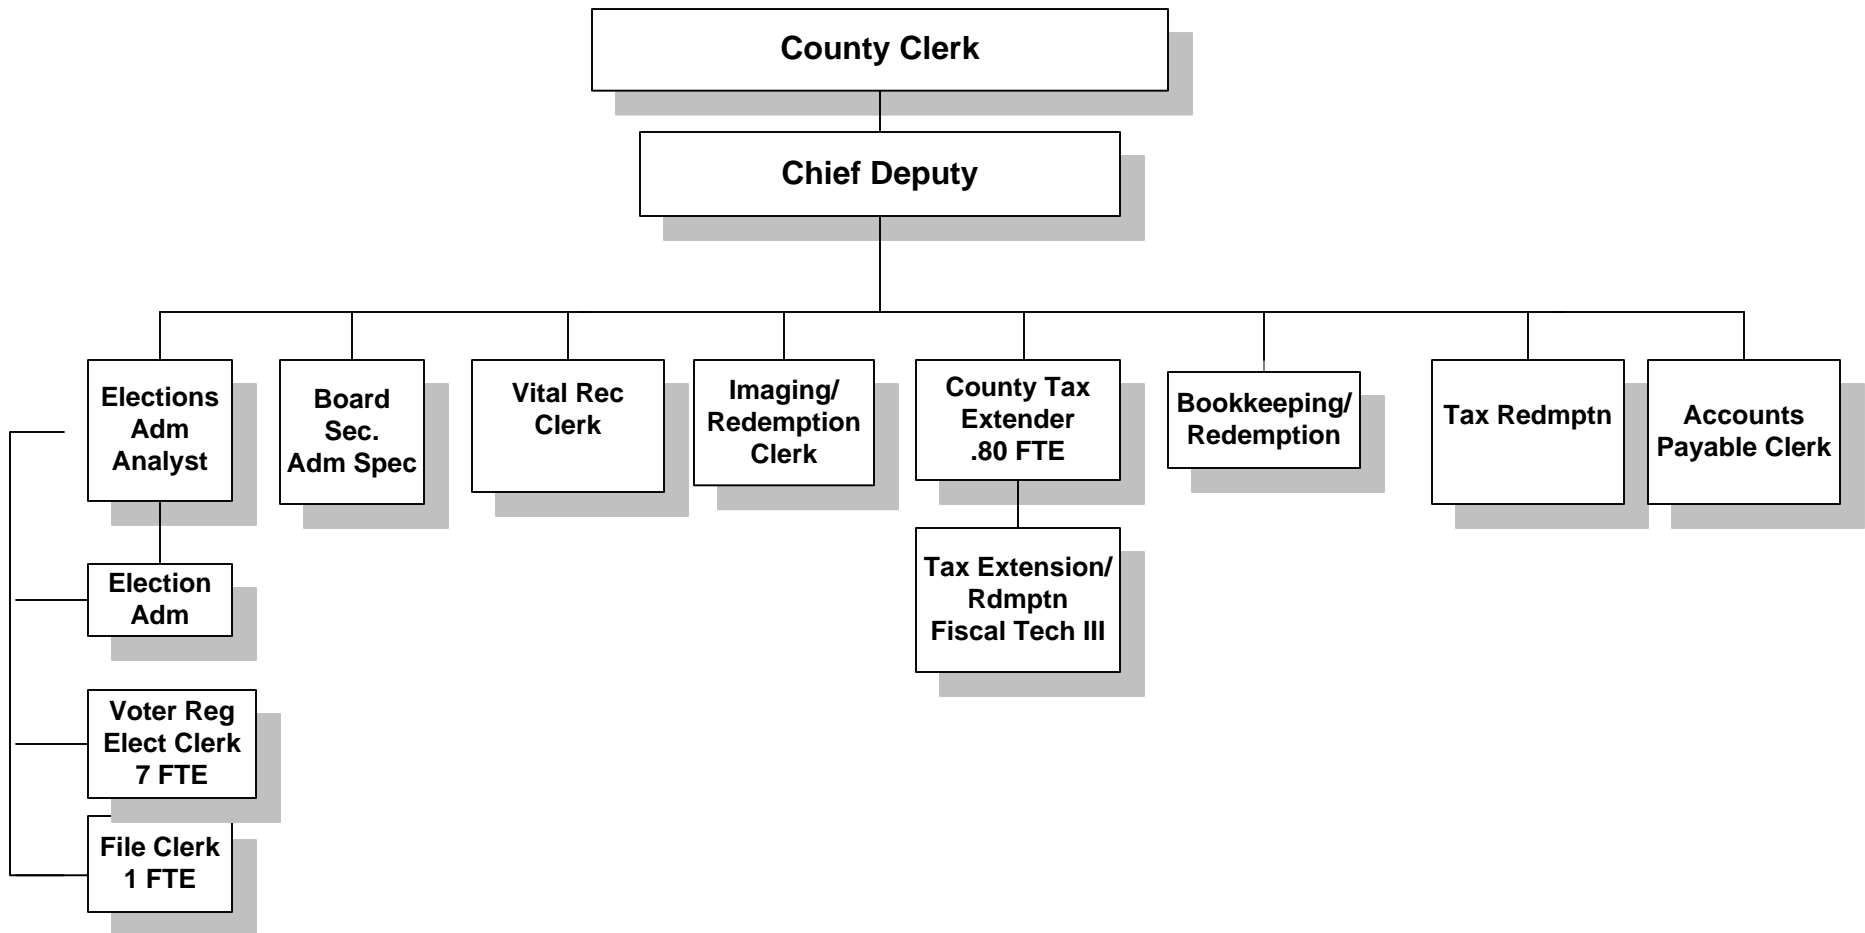 County Clerk
Chief Deputy
Elections
Adm
Analyst
Board
Sec.
Adm Spec
Vital Rec
Clerk
Imaging/
Redemption
Clerk
County Tax
Extender
.80 FTE
Bookkeeping/
Redemption
Tax Redmptn
Accounts
Payable Clerk
Election
Adm
Tax Extension/
Rdmptn
Fiscal Tech III
Voter Reg
Elect Clerk
7 FTE
File Clerk
1 FTE